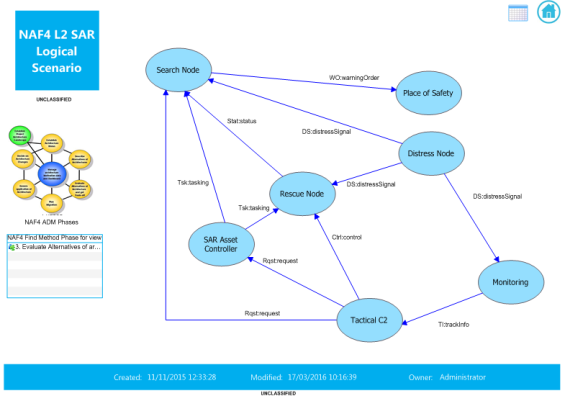 NAF4 L2 SAR
Logical
Scenario
UNCLASSIFIED
NAF4 ADM Phases
NAF4 Find Method Phase for view
3. Evaluate Alternatives of ar...
Search Node
WO:warningOrder
Place of Safety
Stat:status
DS:distressSignal
Distress Node
Tsk:tasking
DS:distressSignal
Rescue Node
DS:distressSignal
Tsk:tasking
Ctrl:control
SAR Asset
Controller
Rqst:request
Monitoring
Rqst:request
Tactical C2
TI:trackInfo
Created: 11/11/2015 12:33:28 Modified: 17/03/2016 10:16:39 Owner: Administrator
UNCLASSIFIED